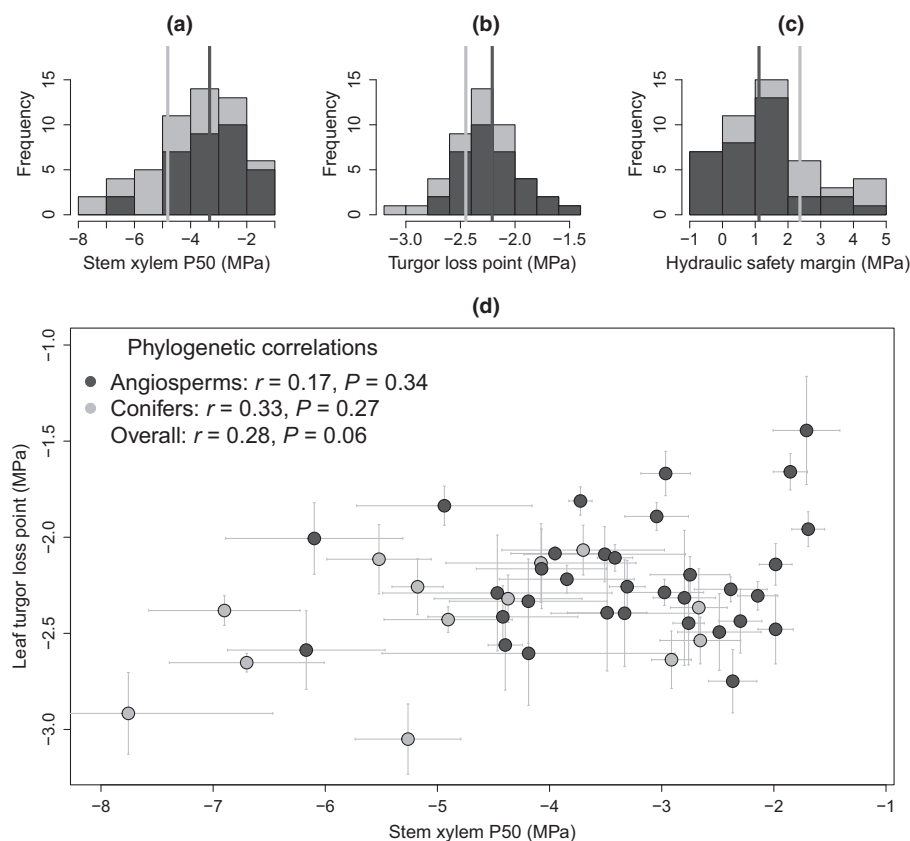 (a)
(b)
(c)
Frequency
0 5 10 15
−8 −6 −4 −2
Stem xylem P50 (MPa)
Frequency
0 5 10 15
−3.0 −2.5 −2.0 −1.5
Turgor loss point (MPa)
Frequency
0 5 10 15
−1 0 1 2 3 4 5
Hydraulic safety margin (MPa)
(d)
Phylogenetic correlations
Angiosperms: r = 0.17, P = 0.34
Conifers: r = 0.33, P = 0.27
Overall: r = 0.28, P = 0.06
Leaf turgor loss point (MPa)
−1.0
−1.5
−2.0
−2.5
−3.0
−8 −7 −6 −5 −4 −3 −2 −1
Stem xylem P50 (MPa)